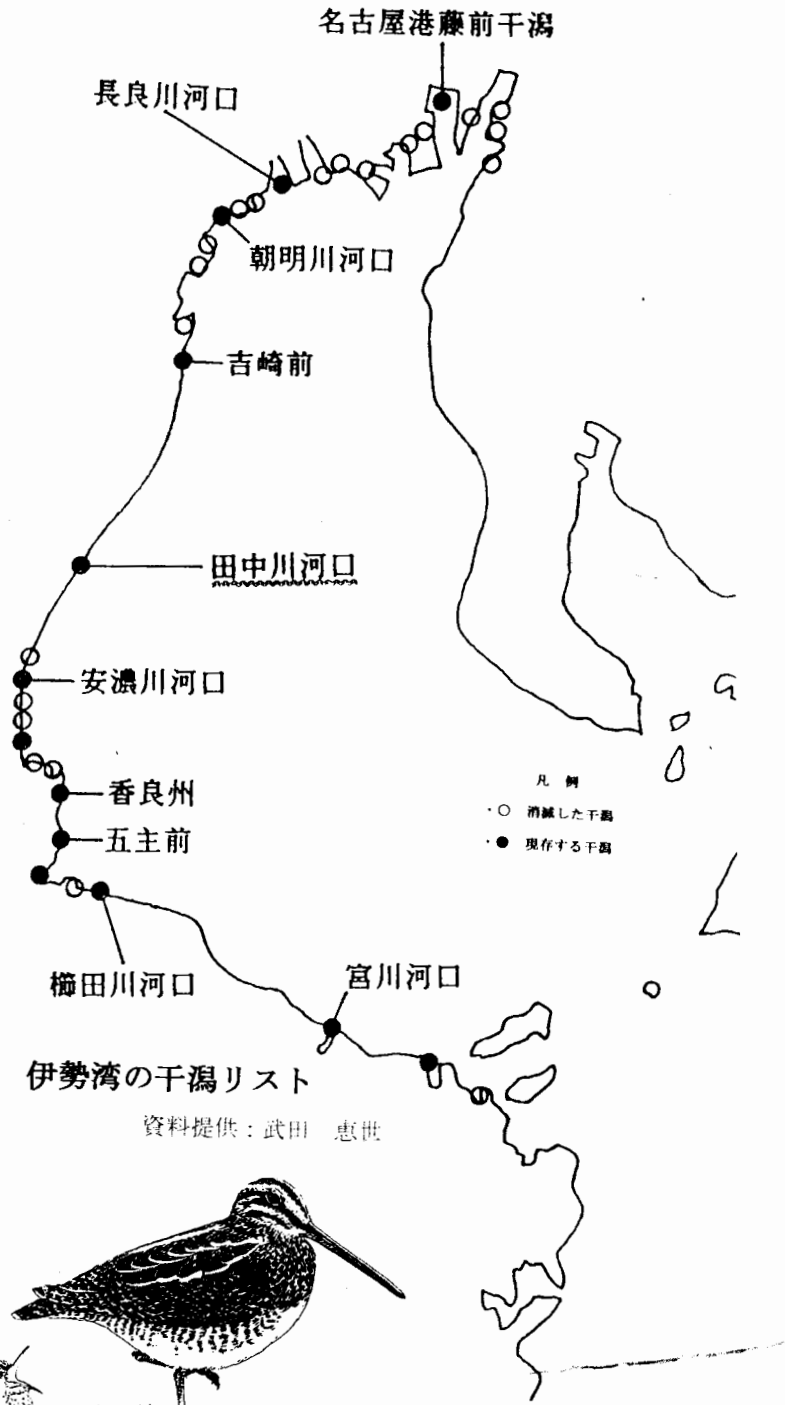 名古屋港藤前干潟
長良川河口
朝明川河口
吉崎前
田中川河口
安濃川河口
香良州
五主前
凡 例
・○ 消滅した干潟
・● 現存する干潟
櫛田川河口
宮川河口
伊勢湾の干潟リスト
資料提供：武田 恵世